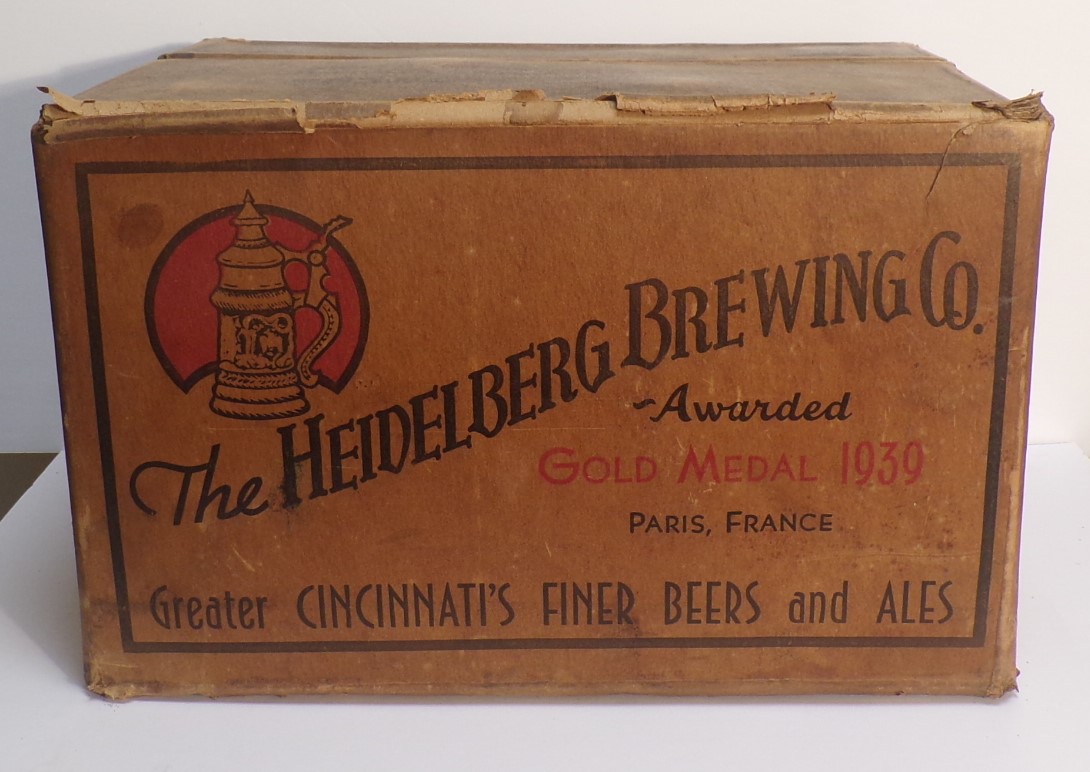 The HEIDELBERG BREWING CO.
~Awarded
GOLD MEDAL 1939
PARIS, FRANCE
Greater CINCINNATI'S FINER BEERS and ALES